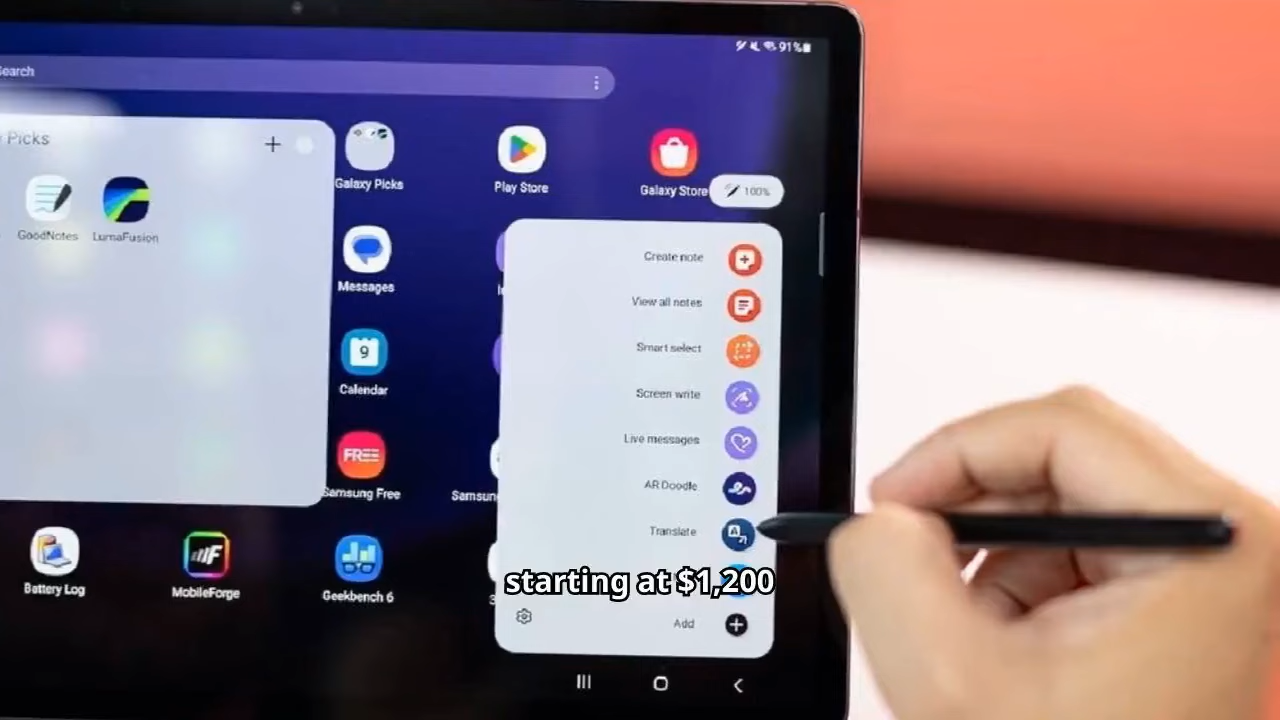 91%
Search
Picks
GoodNotes
LumaFusion
Galaxy Picks
Play Store
Galaxy Store
100%
Messages
Calendar
9
FREE
Samsung Free
Samsung
Battery Log
MobileForge
Geekbench 6
Create note
View all notes
Smart select
Screen write
Live messages
AR Doodle
Translate
starting at $1,200
Add